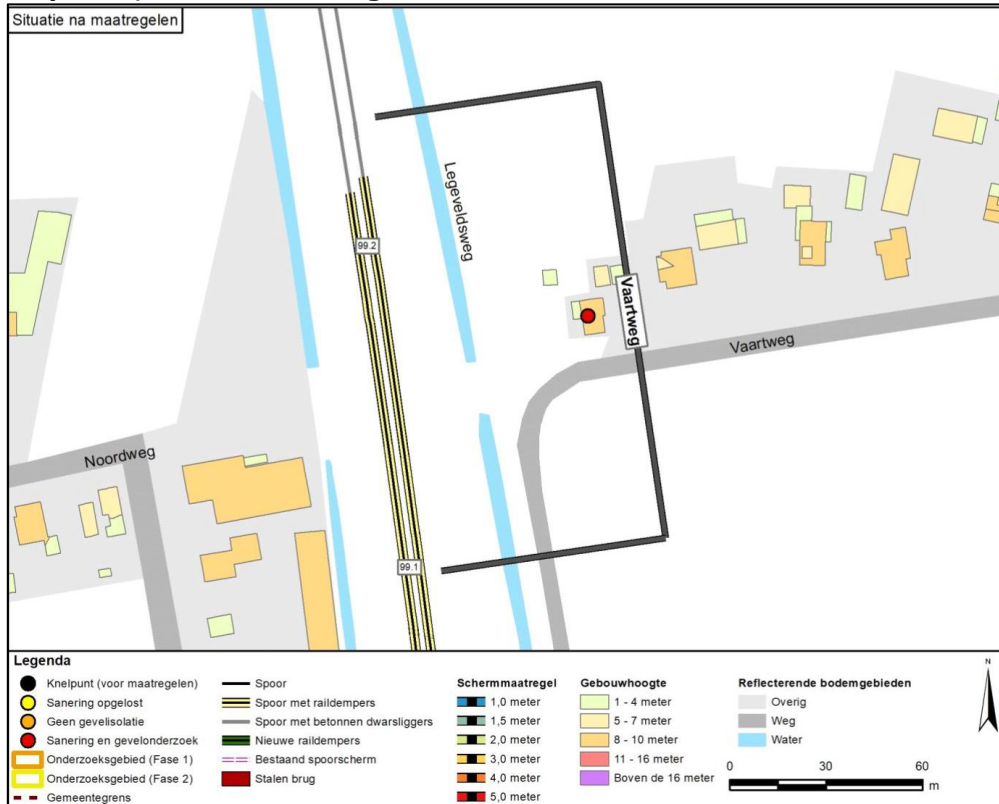 Situatie na maatregelen
99.2
Legeveldsweg
Vaartweg
Vaartweg
Noordweg
99.1
Legenda
Knelpunt (voor maatregelen)
Sanering opgelost
Geen gevelisolatie
Sanering en gevelonderzoek
Onderzoeksgebied (Fase 1)
Onderzoeksgebied (Fase 2)
Gemeentegrens
Spoor
Spoor met raildempers
Spoor met betonnen dwarsliggers
Nieuwe raildempers
Bestaand spoorscherm
Stalen brug
Schermmaatregel
1,0 meter
1,5 meter
2,0 meter
3,0 meter
4,0 meter
5,0 meter
Gebouwhoogte
1 - 4 meter
5 - 7 meter
8 - 10 meter
11 - 16 meter
Boven de 16 meter
Reflecterende bodemgebieden
Overig
Weg
Water
N
0 30 60
m